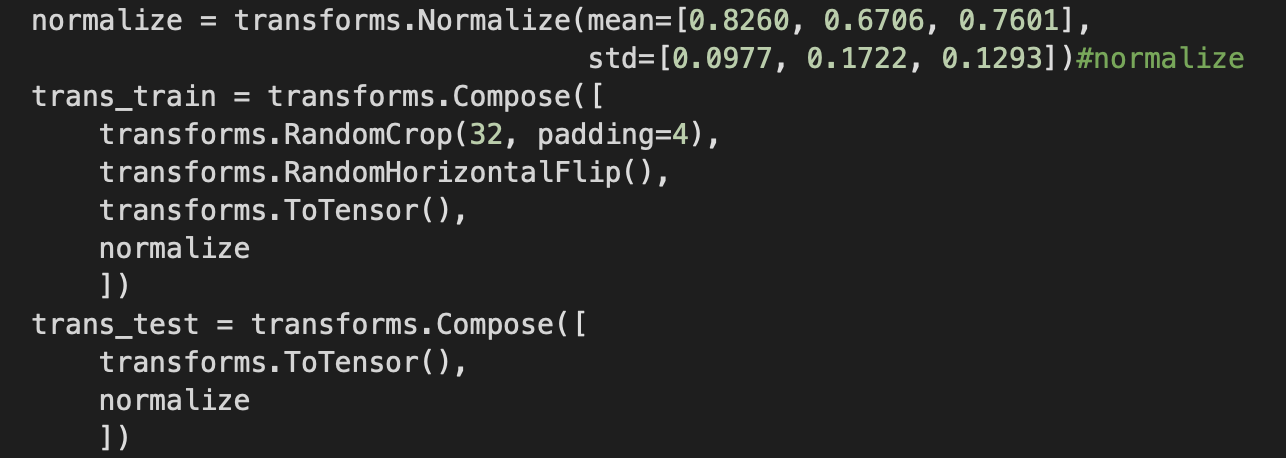 normalize = transforms.Normalize(mean=[0.8260, 0.6706, 0.7601],
                                 std=[0.0977, 0.1722, 0.1293])#normalize
trans_train = transforms.Compose([
    transforms.RandomCrop(32, padding=4),
    transforms.RandomHorizontalFlip(),
    transforms.ToTensor(),
    normalize
    ])
trans_test = transforms.Compose([
    transforms.ToTensor(),
    normalize
    ])